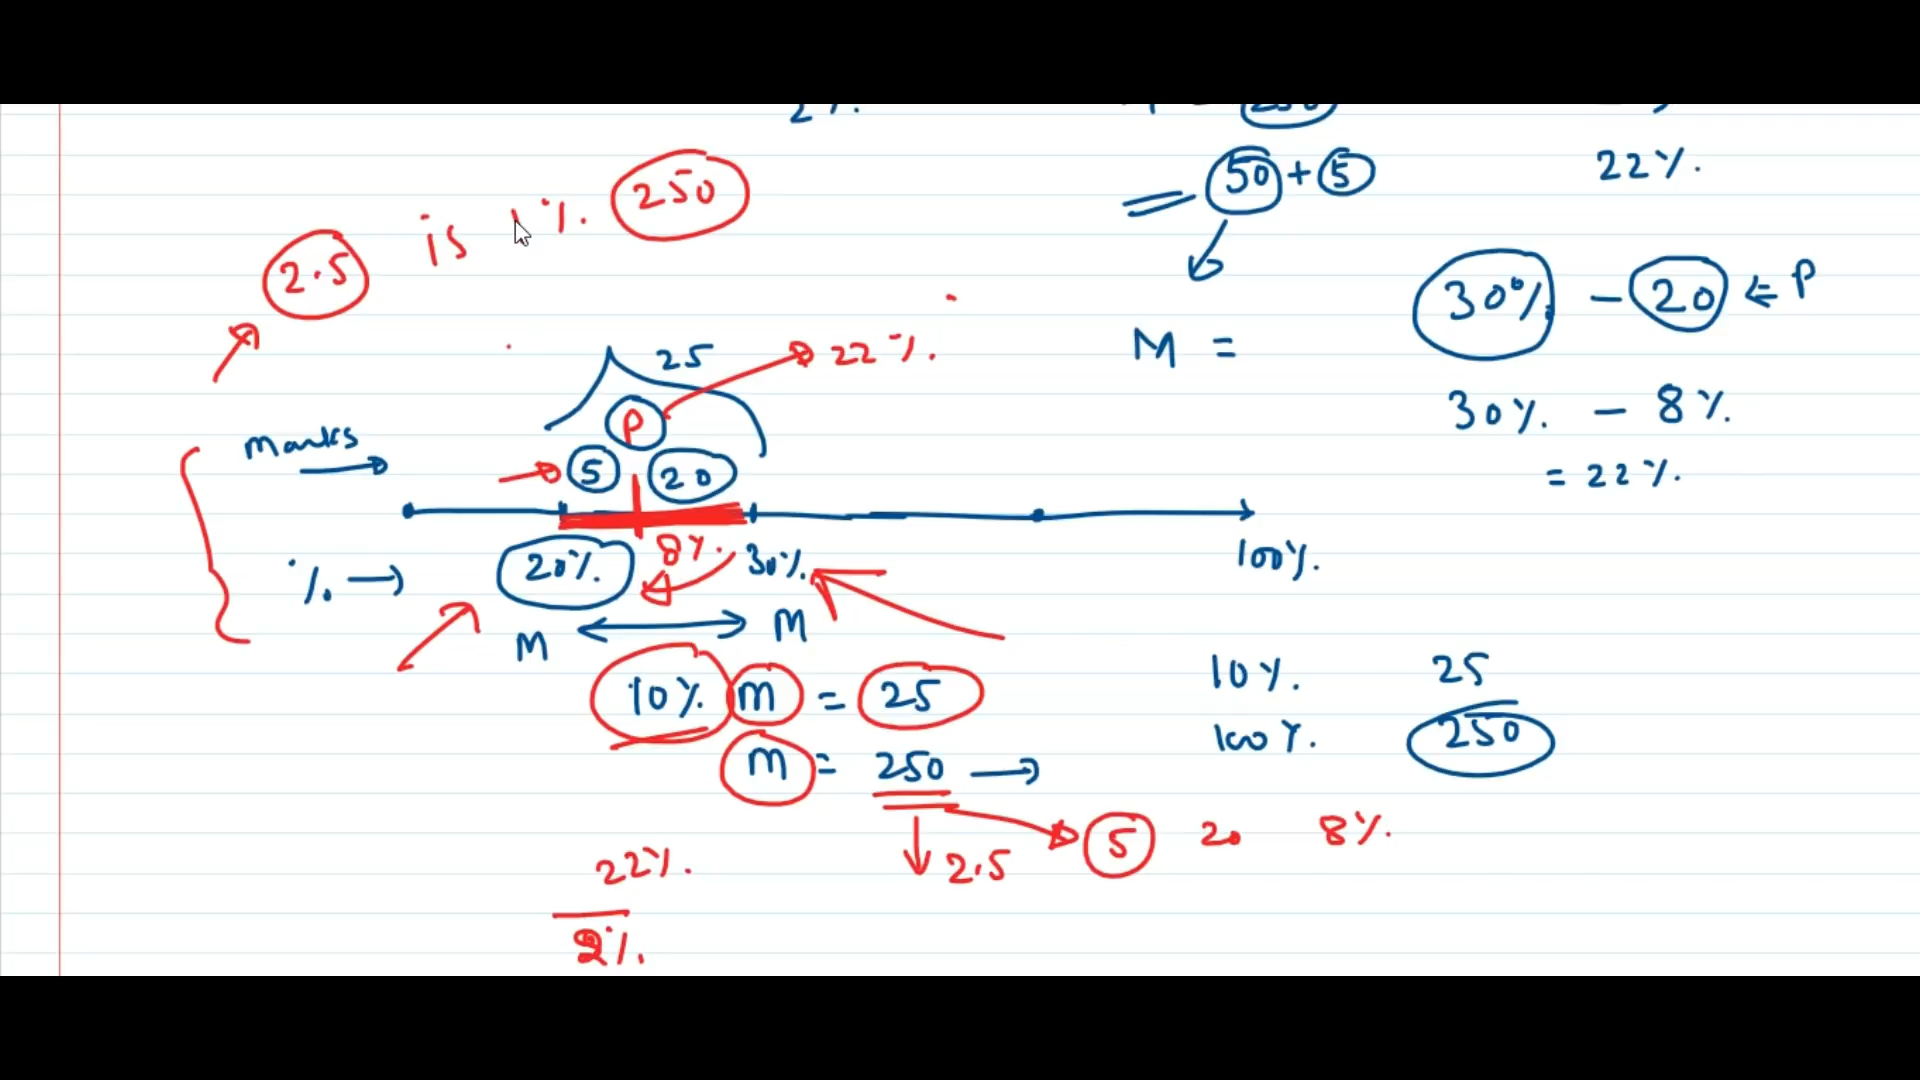 2%.
22%.
50 + 5
250
2.5 is 1%.
30% - 20 ⇐ P
M =
25
22%.
30% - 8%.
P
marks
5 20
= 22%.
%. →
20%. 8%. 30%.
100%.
M ↔ M
10%. m = 25
10%. 25
m = 250 →
100%. 250
5 20 8%.
2.5
22%.
2%.